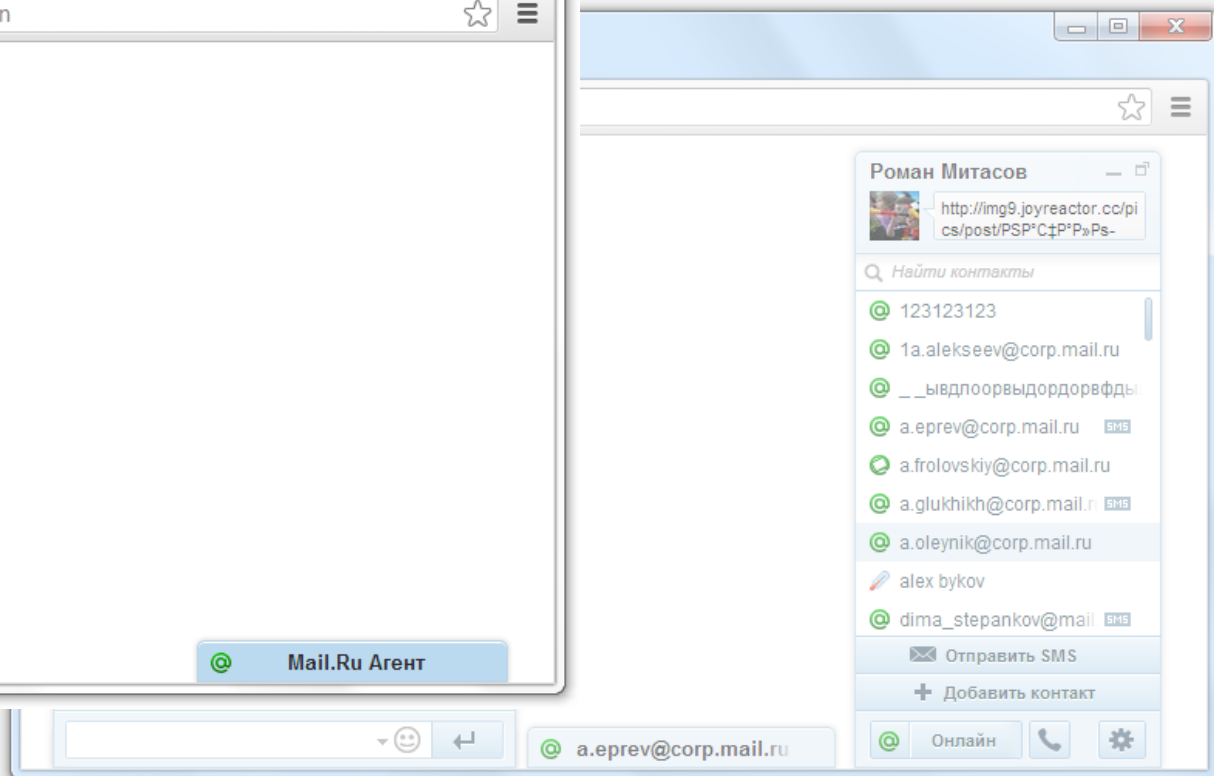 n
Роман Митасов
http://img9.joyreactor.cc/pi
cs/post/PSP°C‡P°P»Ps-
Найти контакты
123123123
1a.alekseev@corp.mail.ru
_ _ывдпоорвыдордорвфды
a.eprev@corp.mail.ru SMS
a.frolovskiy@corp.mail.ru
a.glukhikh@corp.mail.r SMS
a.oleynik@corp.mail.ru
alex bykov
dima_stepankov@mail SMS
Отправить SMS
Добавить контакт
Онлайн
Mail.Ru Агент
a.eprev@corp.mail.ru